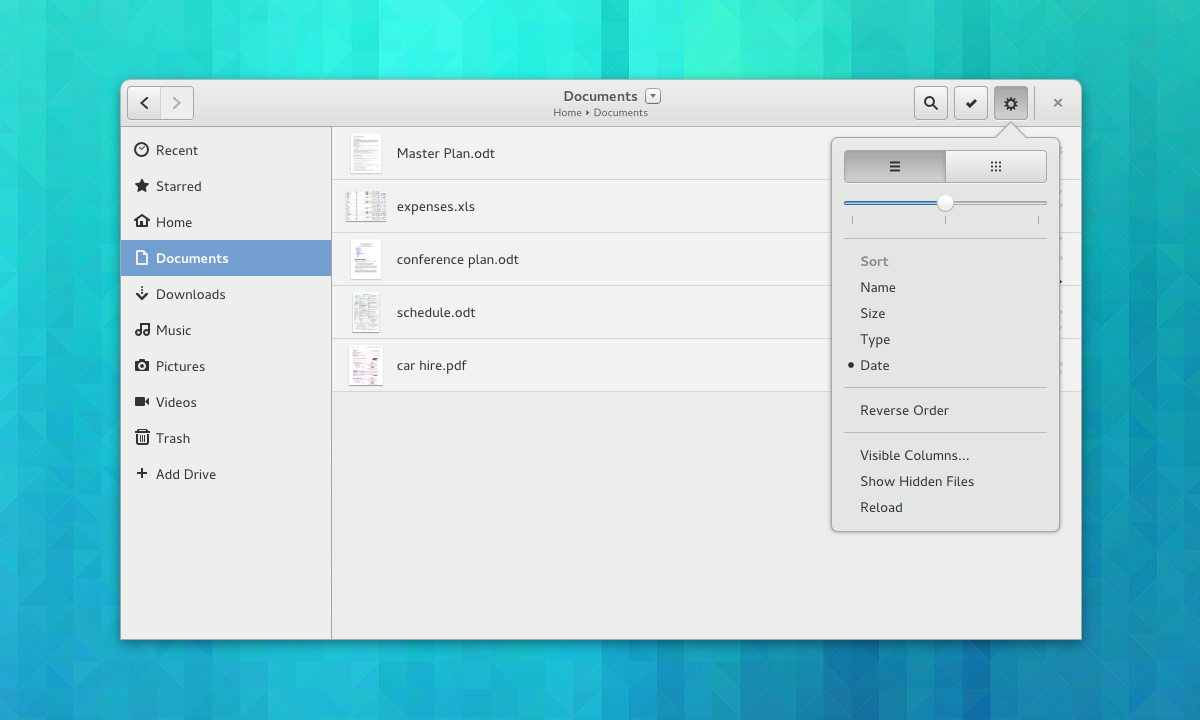 Documents
Home ▸ Documents
Recent
Starred
Home
Documents
Downloads
Music
Pictures
Videos
Trash
Add Drive
Master Plan.odt
expenses.xls
conference plan.odt
schedule.odt
car hire.pdf
Sort
Name
Size
Type
Date
Reverse Order
Visible Columns...
Show Hidden Files
Reload